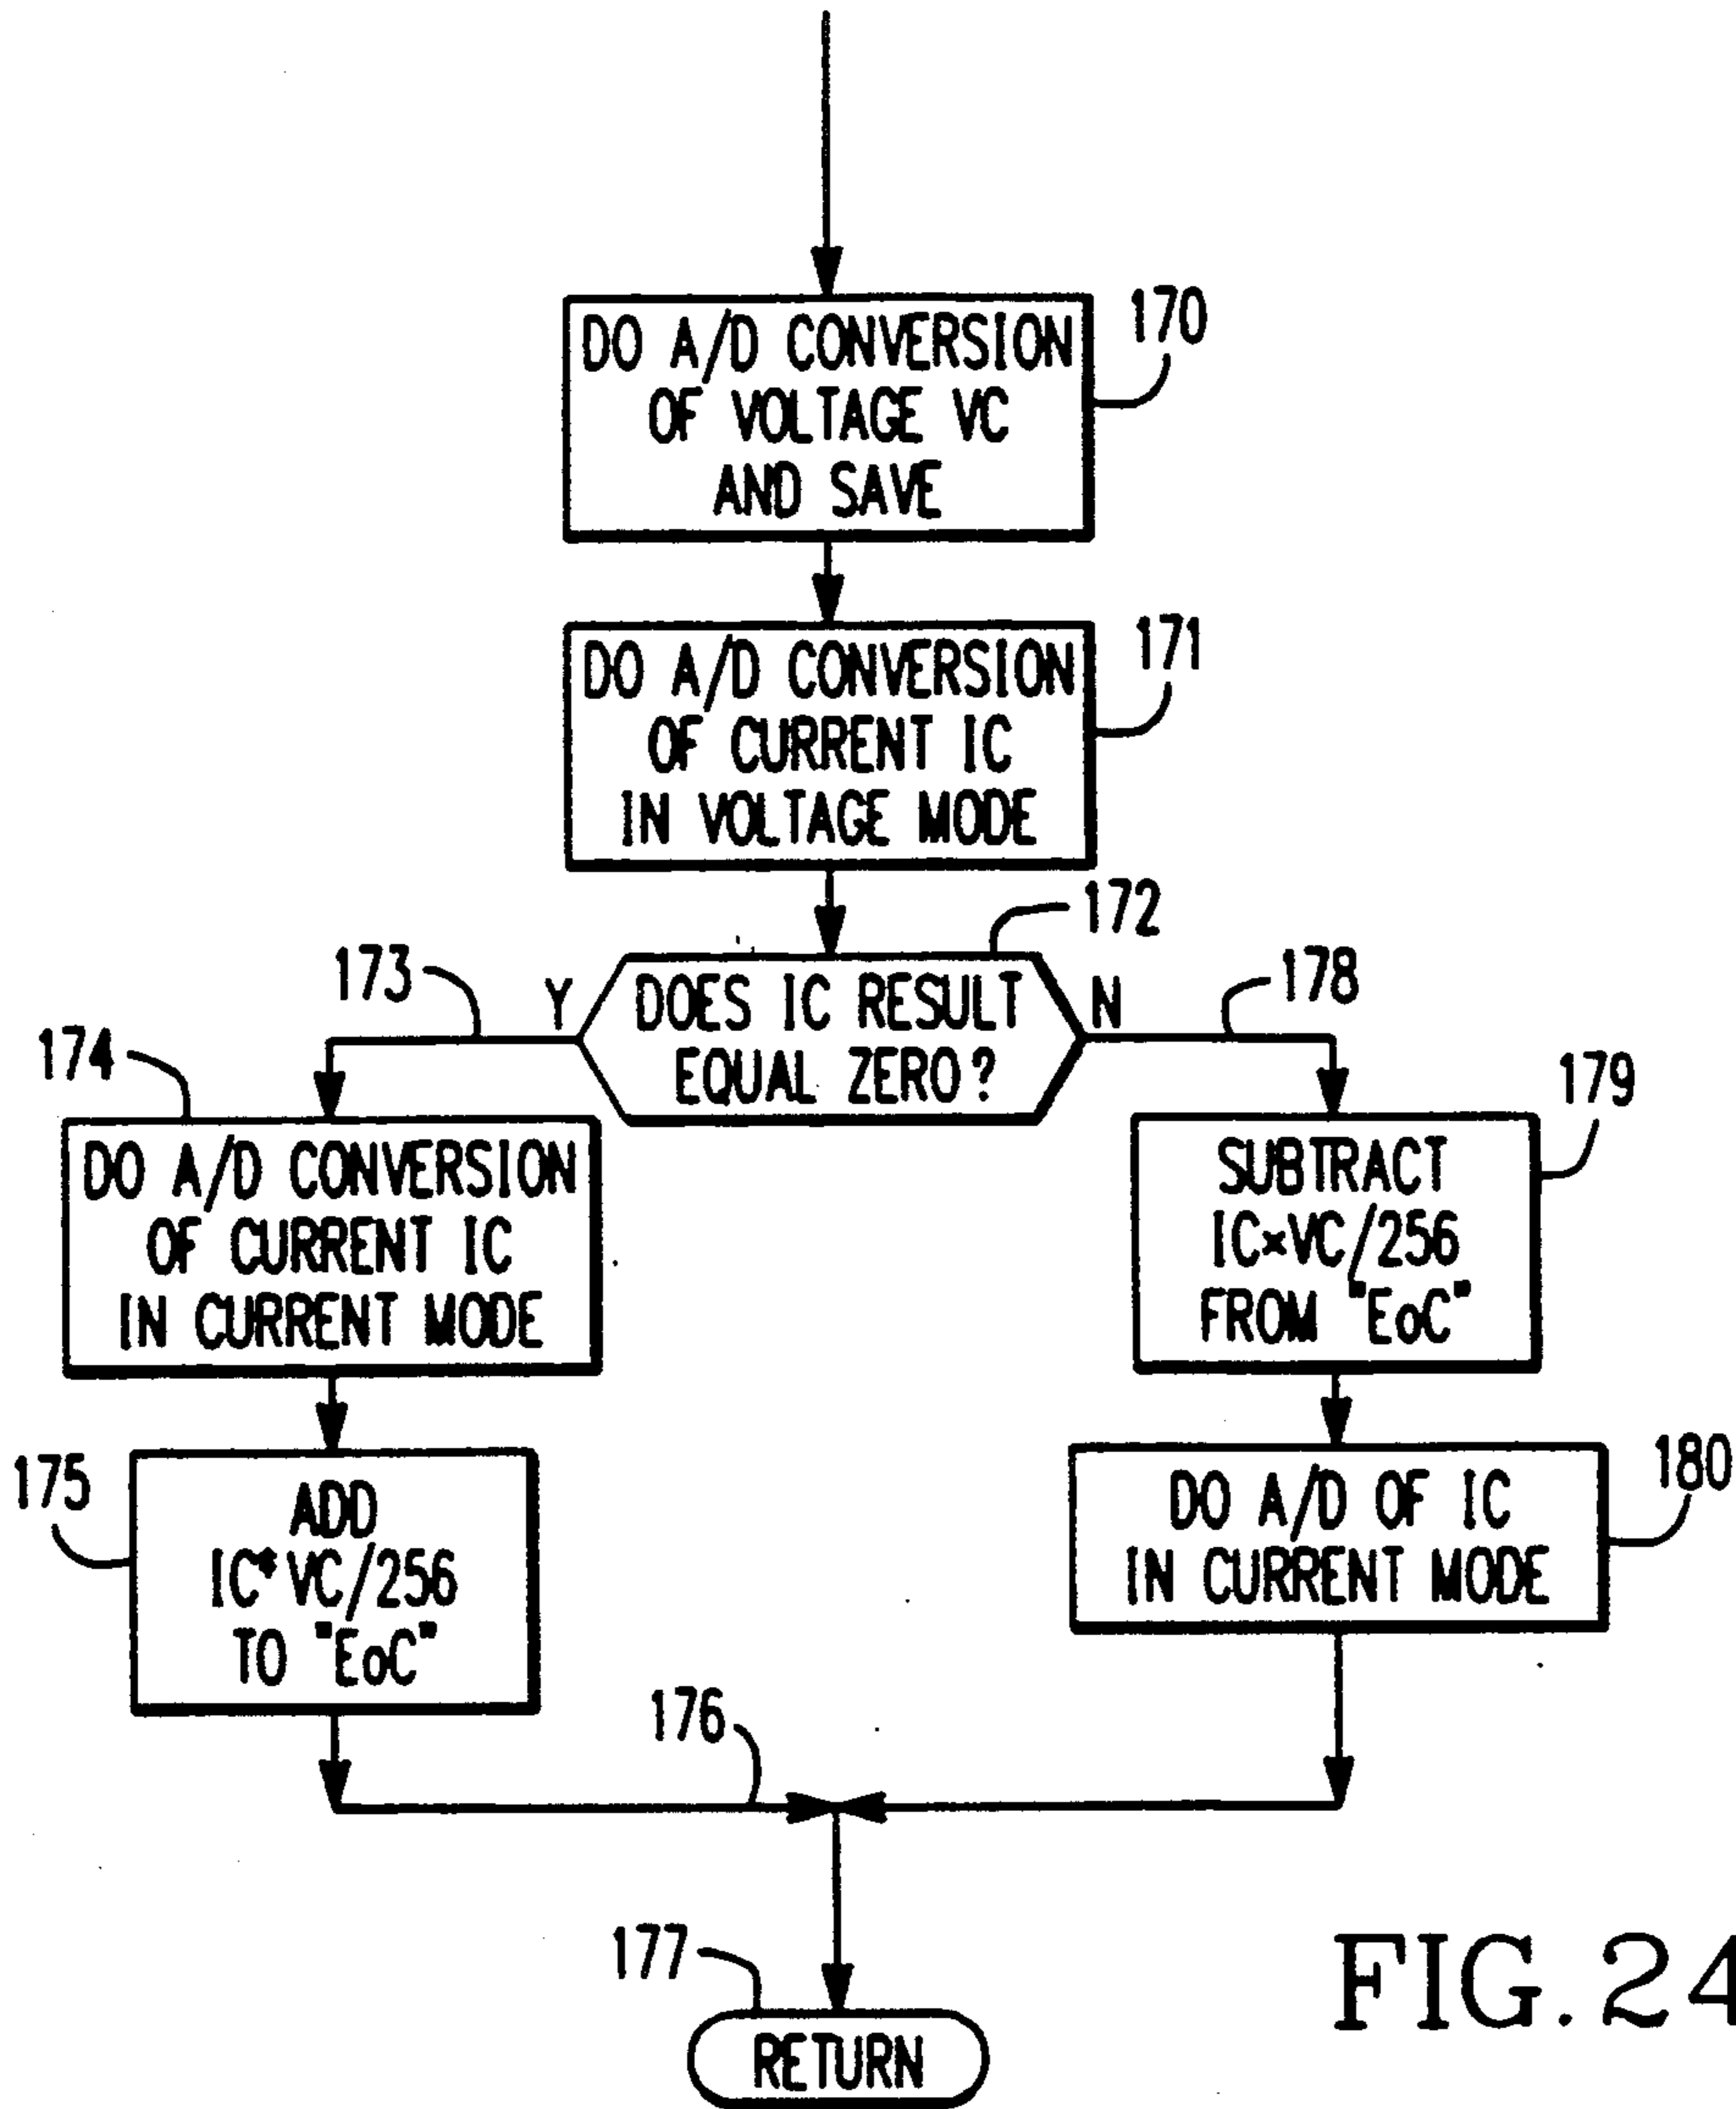 DO A/D CONVERSION
OF VOLTAGE VC
AND SAVE
170
DO A/D CONVERSION
OF CURRENT IC
IN VOLTAGE MODE
171
172
173
Y
DOES IC RESULT
EQUAL ZERO?
N
178
174
DO A/D CONVERSION
OF CURRENT IC
IN CURRENT MODE
179
SUBTRACT
IC×VC/256
FROM "EoC"
175
ADD
IC*VC/256
TO "EoC"
180
DO A/D OF IC
IN CURRENT MODE
176
177
RETURN
FIG. 24